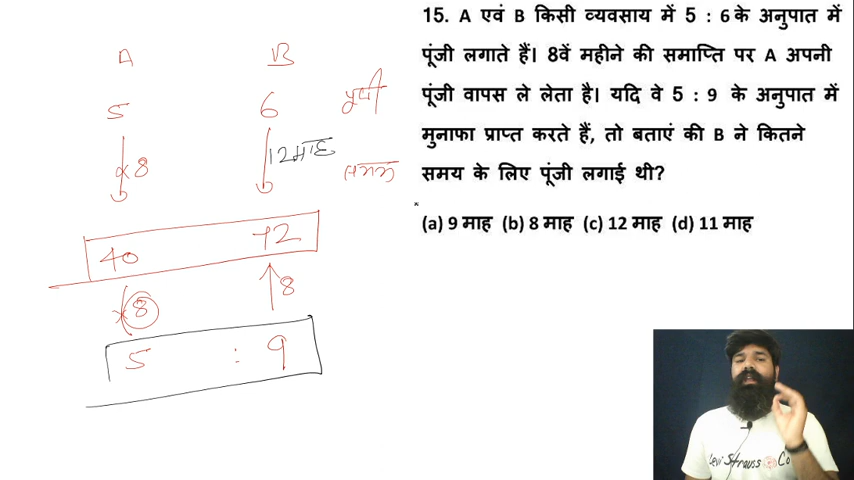 15. A एवं B किसी व्यवसाय में 5 : 6 के अनुपात में
पूंजी लगाते हैं। 8वें महीने की समाप्ति पर A अपनी
पूंजी वापस ले लेता है। यदि वे 5 : 9 के अनुपात में
मुनाफा प्राप्त करते हैं, तो बताएं की B ने कितने
समय के लिए पूंजी लगाई थी?
(a) 9 माह (b) 8 माह (c) 12 माह (d) 11 माह
A B
5 6 पूंजी
×8 12माह समय
40 72
×8 8
5 : 9
Levi Strauss Co